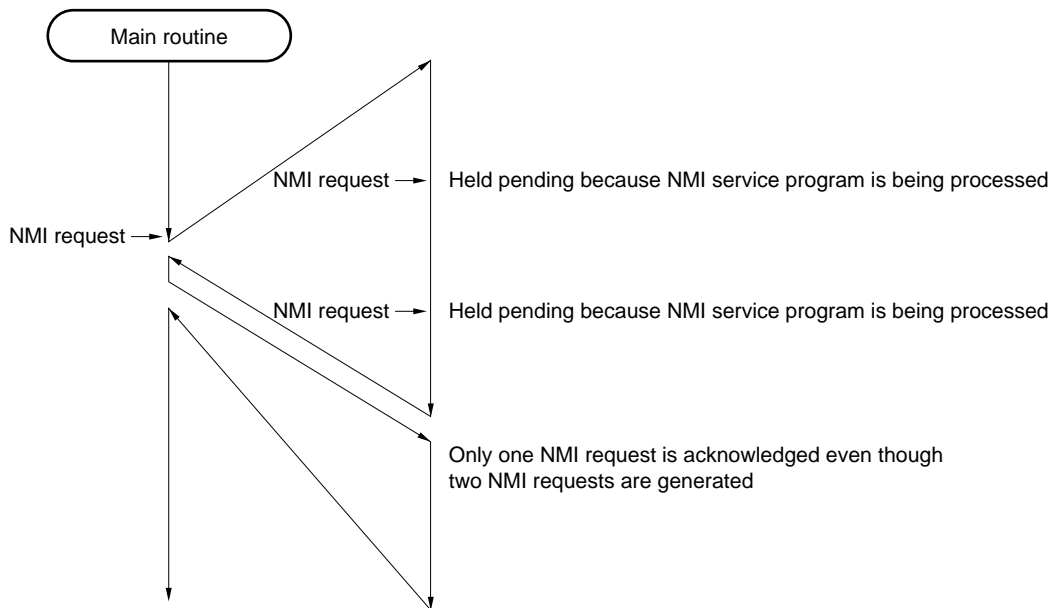 Main routine
NMI request
Held pending because NMI service program is being processed
NMI request
NMI request
Held pending because NMI service program is being processed
Only one NMI request is acknowledged even though
two NMI requests are generated